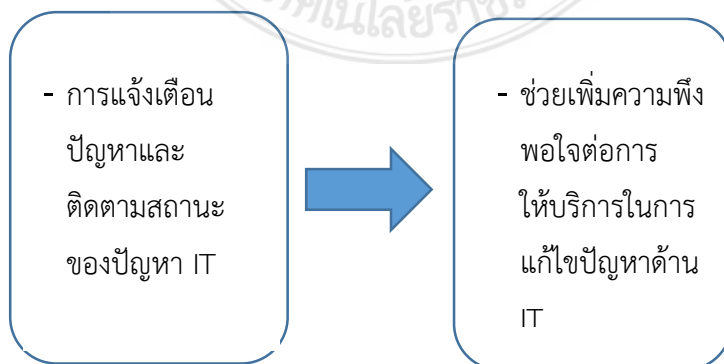 - การแจ้งเตือน
ปัญหาและ
ติดตามสถานะ
ของปัญหา IT
- ช่วยเพิ่มความพึง
พอใจต่อการ
ให้บริการในการ
แก้ไขปัญหาด้าน
IT